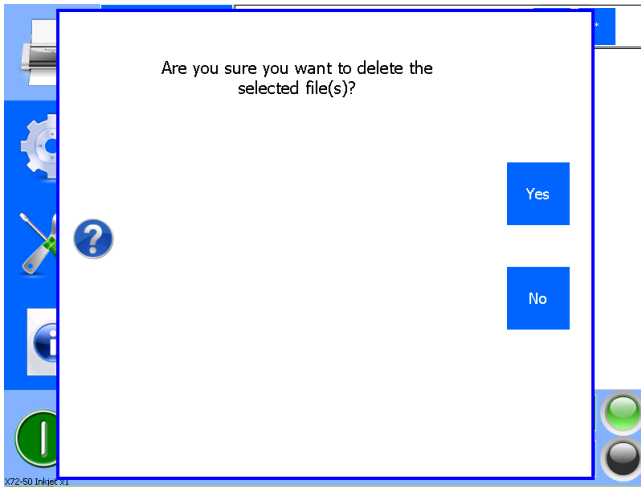 Are you sure you want to delete the
selected file(s)?
Yes
No
X72-50 Inkjet x1